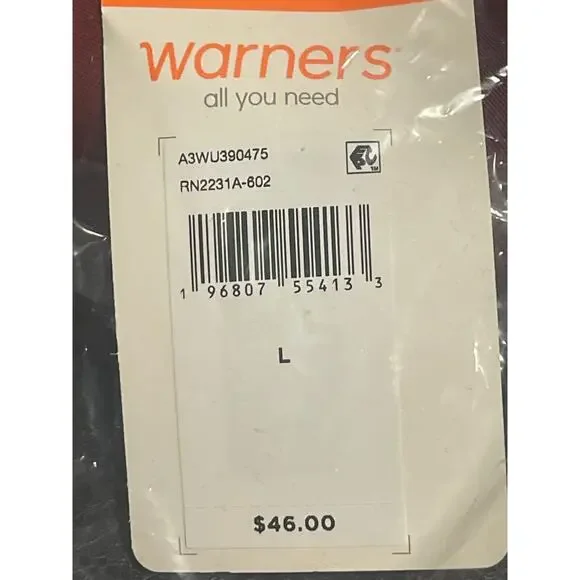 warners
all you need
A3WU390475
RN2231A-602
1 96807 55413 3
L
$46.00